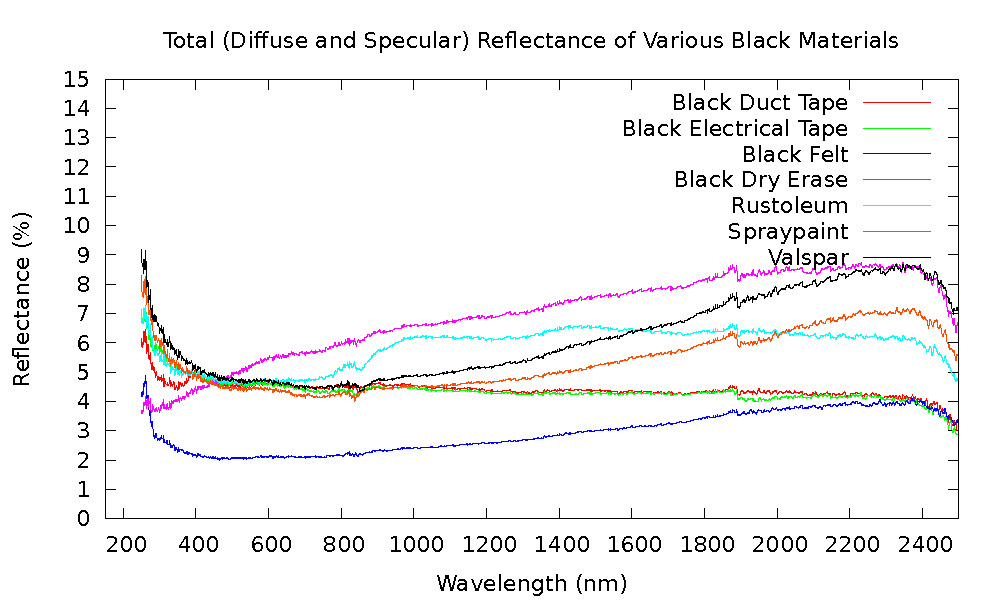 Total (Diffuse and Specular) Reflectance of Various Black Materials
15
14
13
12
11
10
9
8
7
6
5
4
3
2
1
0
Reflectance (%)
Black Duct Tape
Black Electrical Tape
Black Felt
Black Dry Erase
Rustoleum
Spraypaint
Valspar
200 400 600 800 1000 1200 1400 1600 1800 2000 2200 2400
Wavelength (nm)